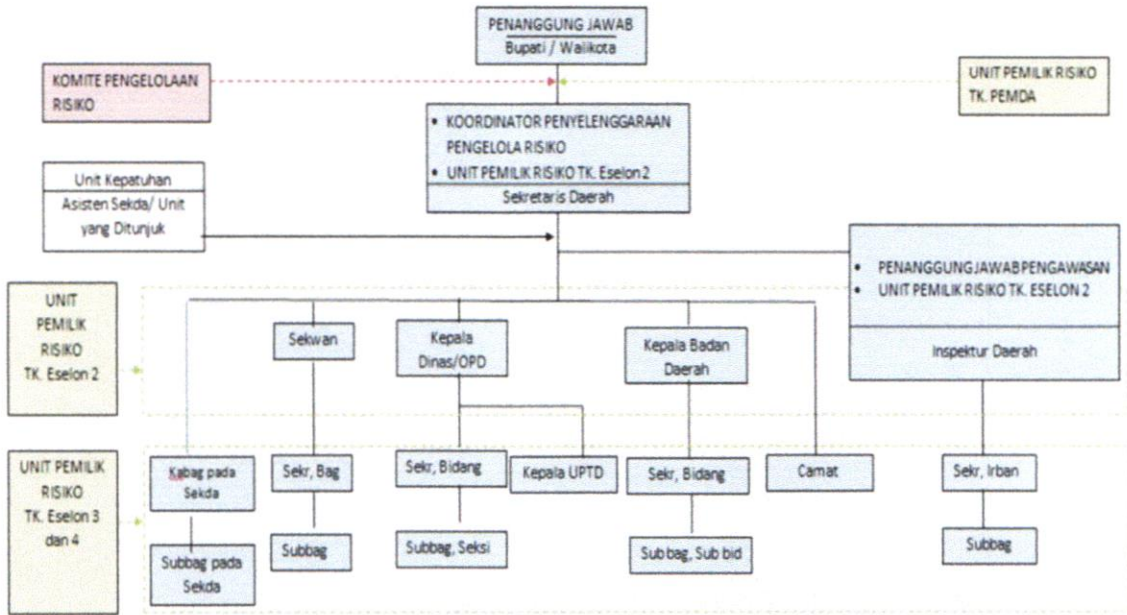 PENANGGUNG JAWAB
Bupati / Walikota
KOMITE PENGELOLAAN
RISIKO
UNIT PEMILIK RISIKO
TK. PEMDA
• KOORDINATOR PENYELENGGARAAN
PENGELOLA RISIKO
• UNIT PEMILIK RISIKO TK. Eselon 2
Sekretaris Daerah
Unit Kepatuhan
Asisten Sekda/ Unit
yang Ditunjuk
• PENANGGUNG JAWAB PENGAWASAN
• UNIT PEMILIK RISIKO TK. ESELON 2
Inspektur Daerah
UNIT
PEMILIK
RISIKO
TK. Eselon 2
Sekwan
Kepala
Dinas/OPD
Kepala Badan
Daerah
UNIT PEMILIK
RISIKO
TK. Eselon 3
dan 4
Kabag pada
Sekda
Sekr, Bag
Sekr, Bidang
Kepala UPTD
Sekr, Bidang
Camat
Sekr, Irban
Subbag pada
Sekda
Subbag
Subbag, Seksi
Subbag, Sub bid
Subbag